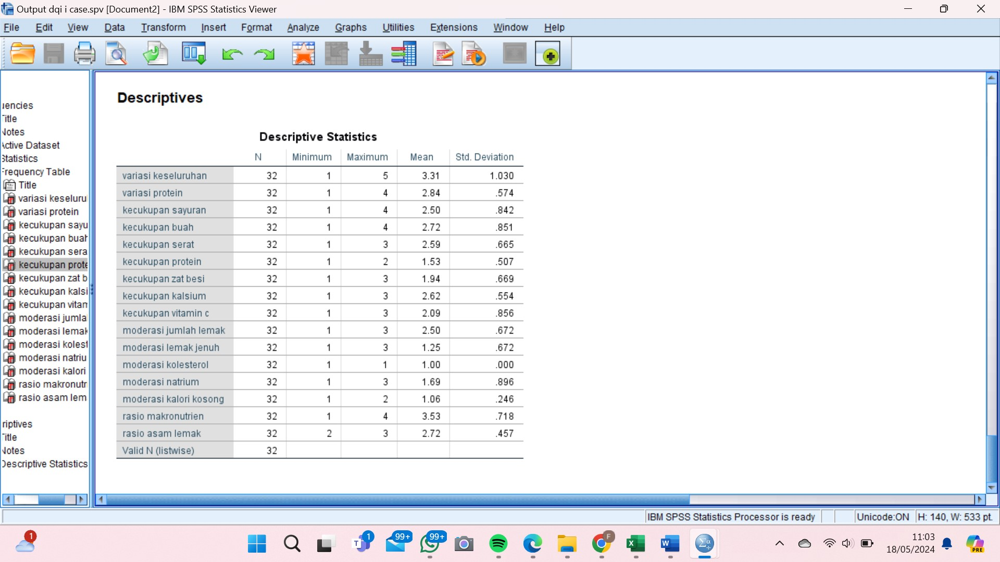 Output dqi i case.spv [Document2] - IBM SPSS Statistics Viewer
File Edit View Data Transform Insert Format Analyze Graphs Utilities Extensions Window Help
uencies
Title
Notes
Active Dataset
Statistics
Frequency Table
Title
variasi keseluru
variasi protein
kecukupan sayu
kecukupan buah
kecukupan sera
kecukupan prote
kecukupan zat b
kecukupan kalsi
kecukupan vitam
moderasi jumla
moderasi lemak
moderasi kolest
moderasi natriu
moderasi kalori
rasio makronutr
rasio asam lem
riptives
Title
Notes
Descriptive Statistics
Descriptives
Descriptive Statistics
N Minimum Maximum Mean Std. Deviation
variasi keseluruhan 32 1 5 3.31 1.030
variasi protein 32 1 4 2.84 .574
kecukupan sayuran 32 1 4 2.50 .842
kecukupan buah 32 1 4 2.72 .851
kecukupan serat 32 1 3 2.59 .665
kecukupan protein 32 1 2 1.53 .507
kecukupan zat besi 32 1 3 1.94 .669
kecukupan kalsium 32 1 3 2.62 .554
kecukupan vitamin c 32 1 3 2.09 .856
moderasi jumlah lemak 32 1 3 2.50 .672
moderasi lemak jenuh 32 1 3 1.25 .672
moderasi kolesterol 32 1 1 1.00 .000
moderasi natrium 32 1 3 1.69 .896
moderasi kalori kosong 32 1 2 1.06 .246
rasio makronutrien 32 1 4 3.53 .718
rasio asam lemak 32 2 3 2.72 .457
Valid N (listwise) 32
IBM SPSS Statistics Processor is ready Unicode:ON H: 140, W: 533 pt.
1 1 99+ 99+ F
11:03
18/05/2024
PRE